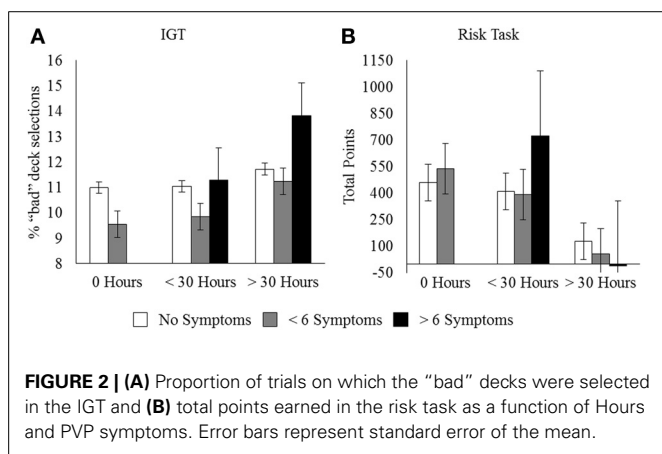 A
IGT
16
15
14
13
12
11
10
9
8
% "bad" deck selections
0 Hours
< 30 Hours
> 30 Hours
B
Risk Task
1150
1000
850
700
550
400
250
100
-50
Total Points
0 Hours
< 30 Hours
> 30 Hours
No Symptoms
< 6 Symptoms
> 6 Symptoms
FIGURE 2 | (A) Proportion of trials on which the "bad" decks were selected
in the IGT and (B) total points earned in the risk task as a function of Hours
and PVP symptoms. Error bars represent standard error of the mean.